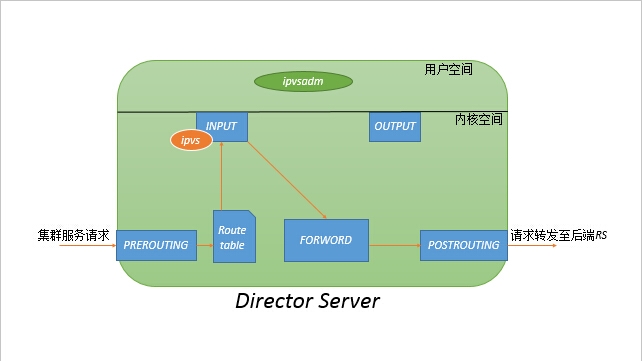 用户空间
ipvsadm
内核空间
INPUT
OUTPUT
ipvs
集群服务请求
PREROUTING
Route
table
FORWORD
POSTROUTING
请求转发至后端RS
Director Server